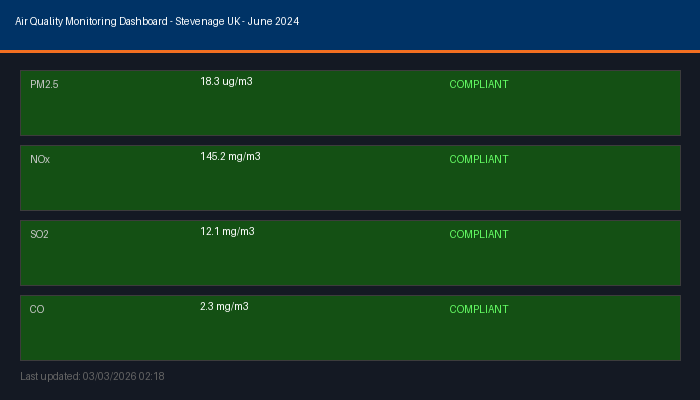 Air Quality Monitoring Dashboard - Stevenage UK - June 2024
PM2.5 18.3 ug/m3 COMPLIANT
NOx 145.2 mg/m3 COMPLIANT
SO2 12.1 mg/m3 COMPLIANT
CO 2.3 mg/m3 COMPLIANT
Last updated: 03/03/2026 02:18